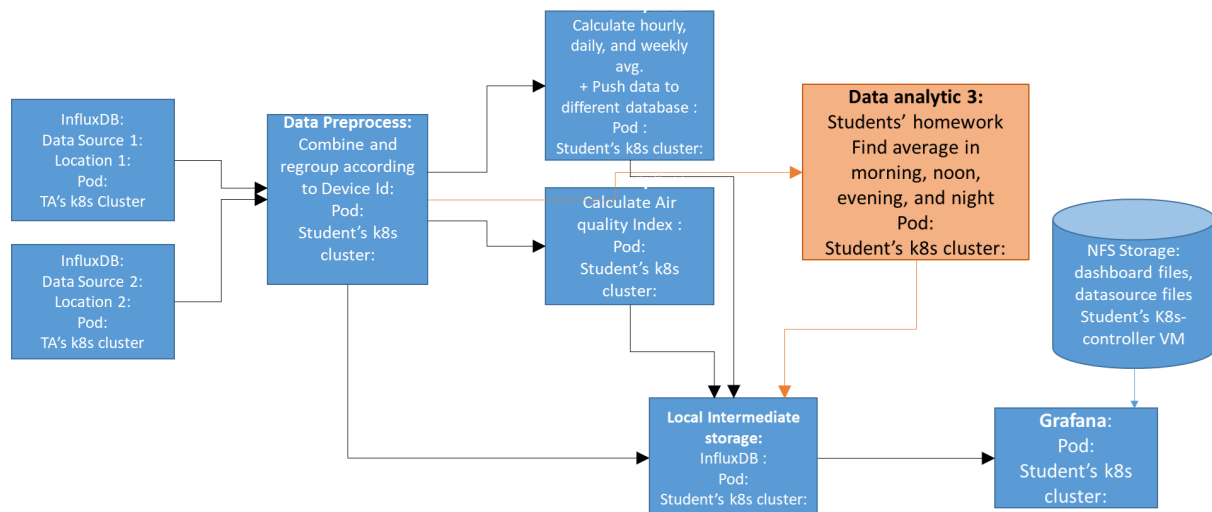 InfluxDB:
Data Source 1:
Location 1:
Pod:
TA's k8s Cluster
InfluxDB:
Data Source 2:
Location 2:
Pod:
TA's k8s cluster
Data Preprocess:
Combine and
regroup according
to Device Id:
Pod:
Student's k8s
cluster:
Calculate hourly,
daily, and weekly
avg.
+ Push data to
different database :
Pod :
Student's k8s cluster:
Calculate Air
quality Index :
Pod:
Student's k8s
cluster:
Data analytic 3:
Students' homework
Find average in
morning, noon,
evening, and night
Pod:
Student's k8s cluster:
Local Intermediate
storage:
InfluxDB :
Pod:
Student's k8s cluster:
NFS Storage:
dashboard files,
datasource files
Student's K8s-
controller VM
Grafana:
Pod:
Student's k8s
cluster: